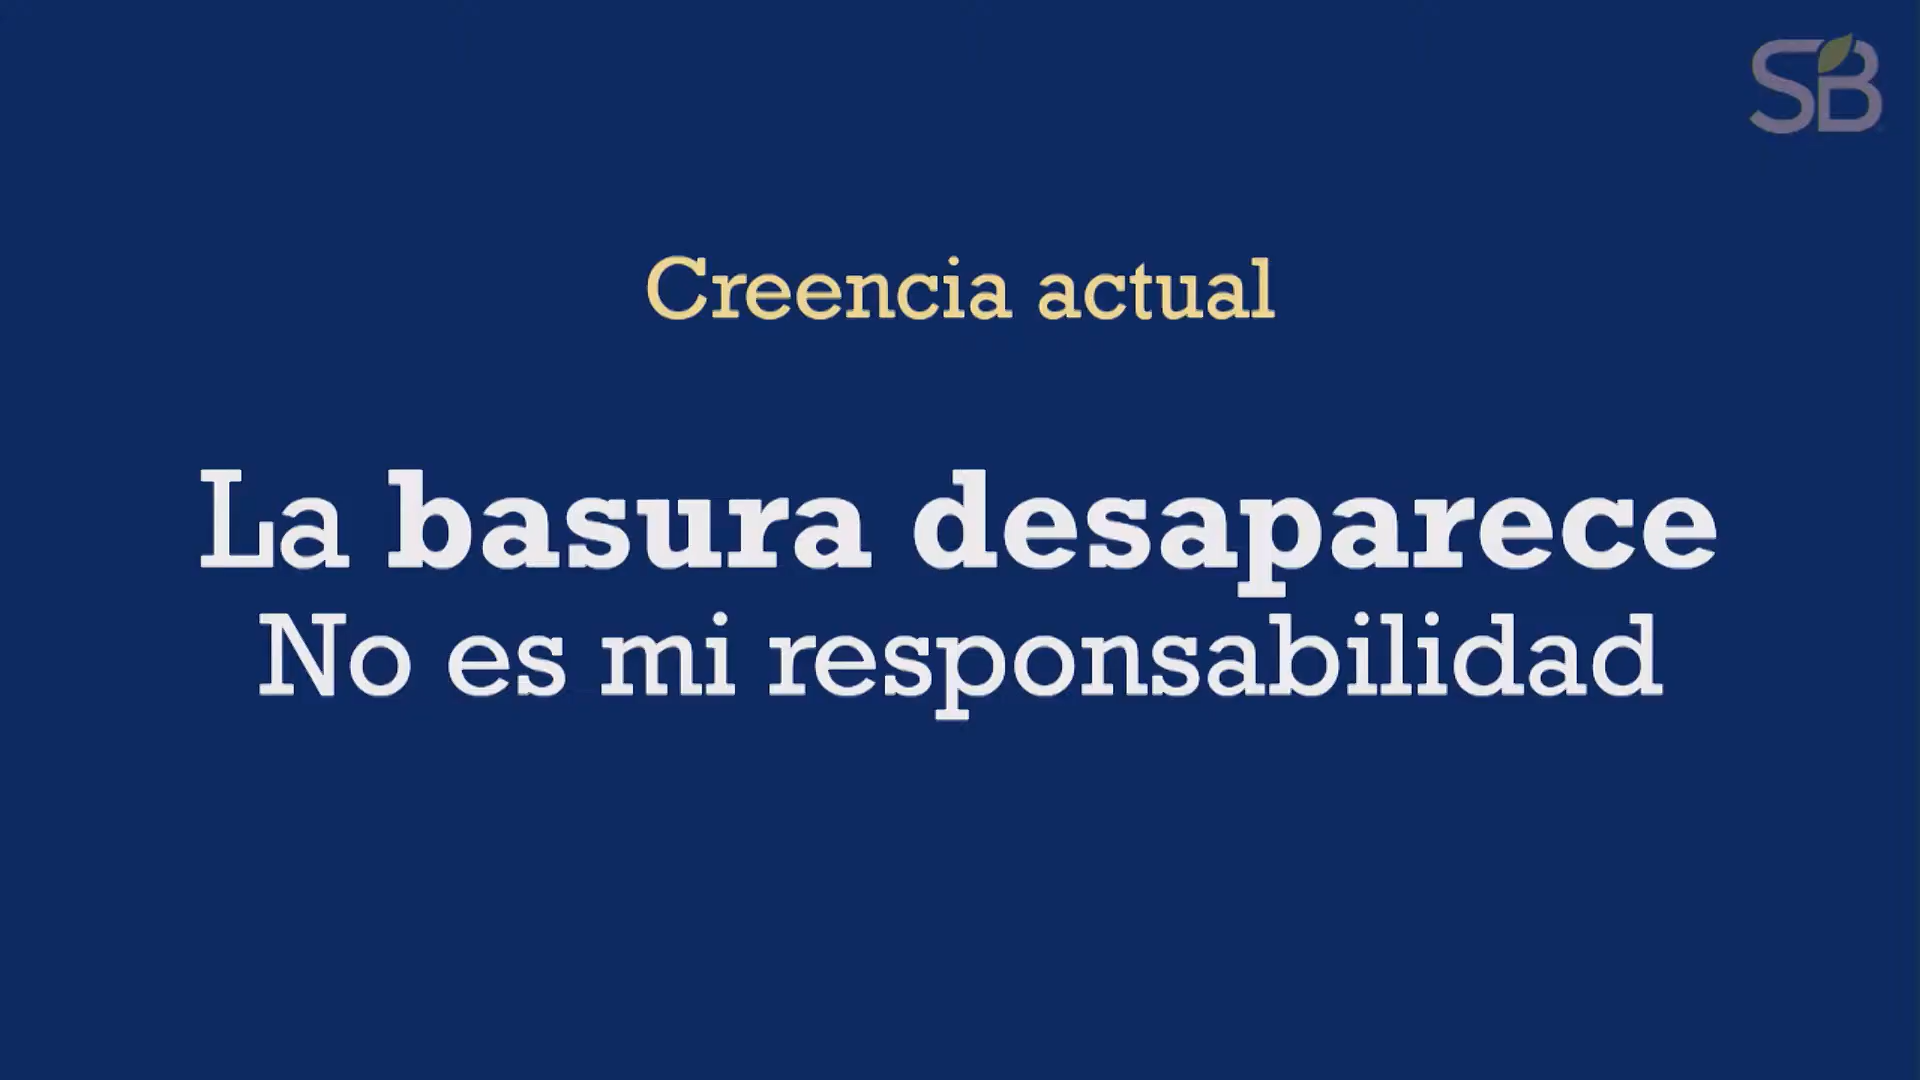 SB
Creencia actual
La basura desaparece
No es mi responsabilidad